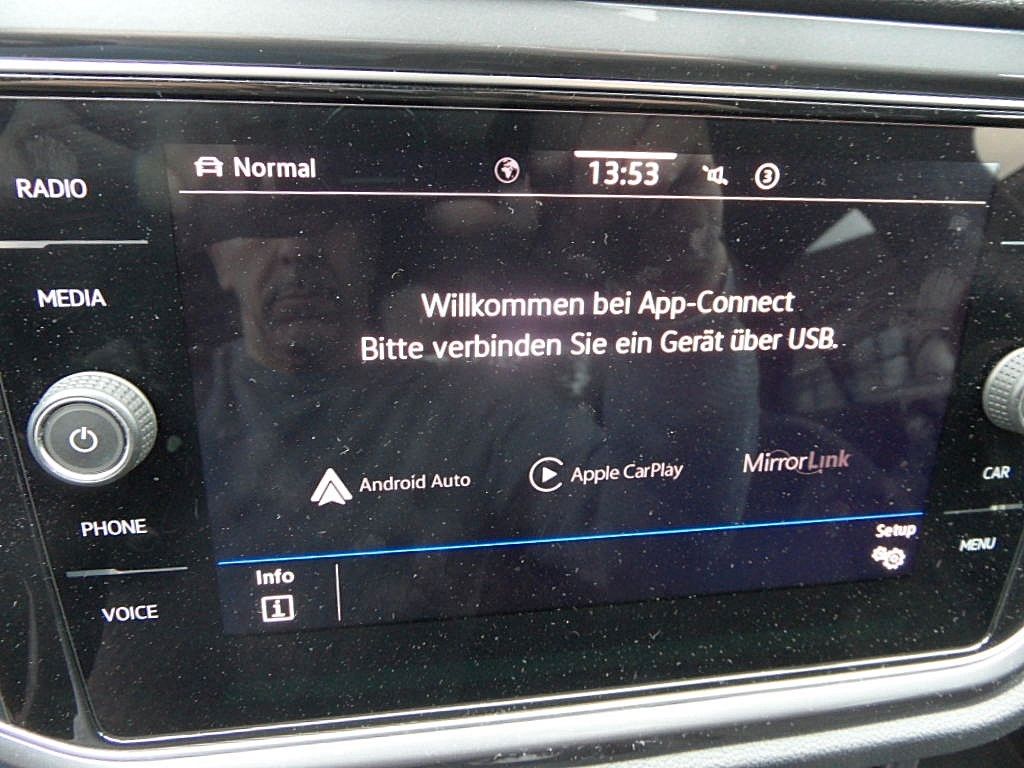 RADIO
MEDIA
PHONE
VOICE
Normal
13:53
3
Willkommen bei App-Connect
Bitte verbinden Sie ein Gerät über USB.
Android Auto
Apple CarPlay
MirrorLink
Info
i
Setup
CAR
MENU